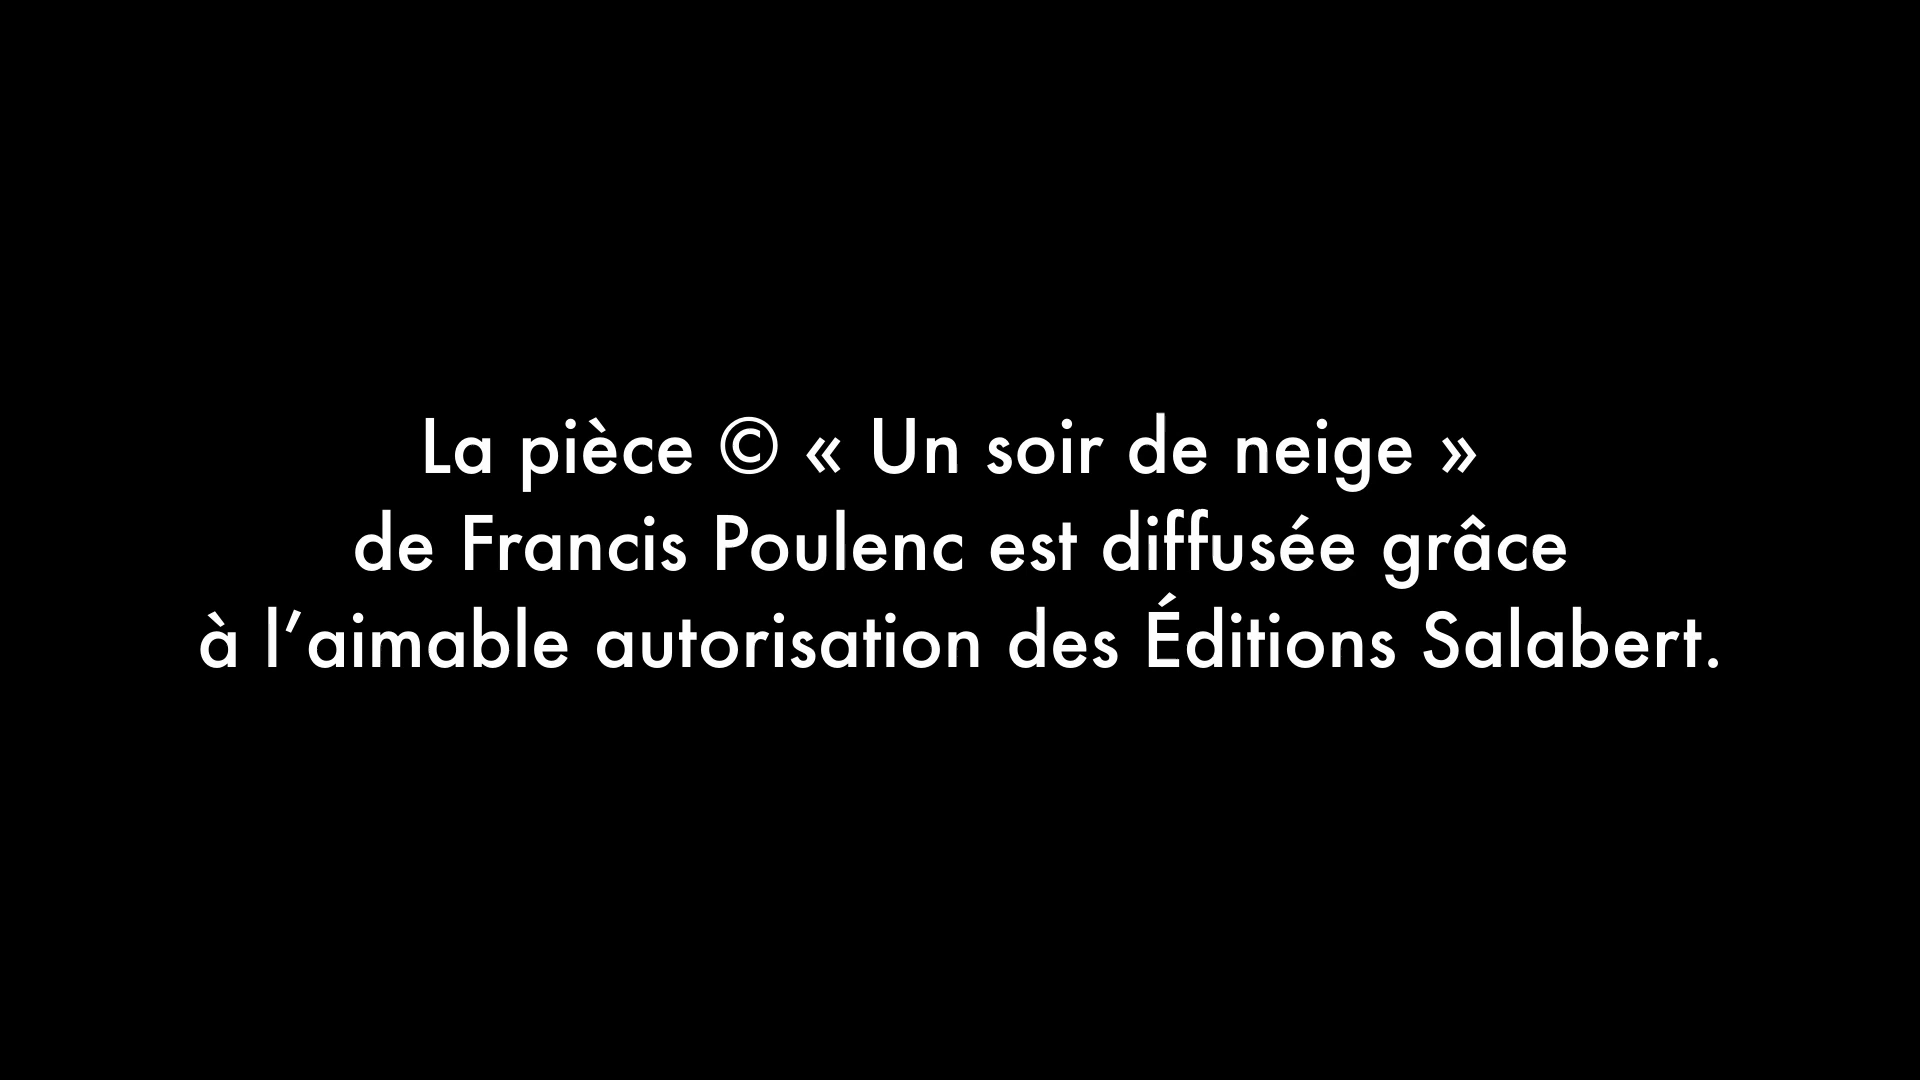 La pièce © « Un soir de neige »
de Francis Poulenc est diffusée grâce
à l’aimable autorisation des Éditions Salabert.